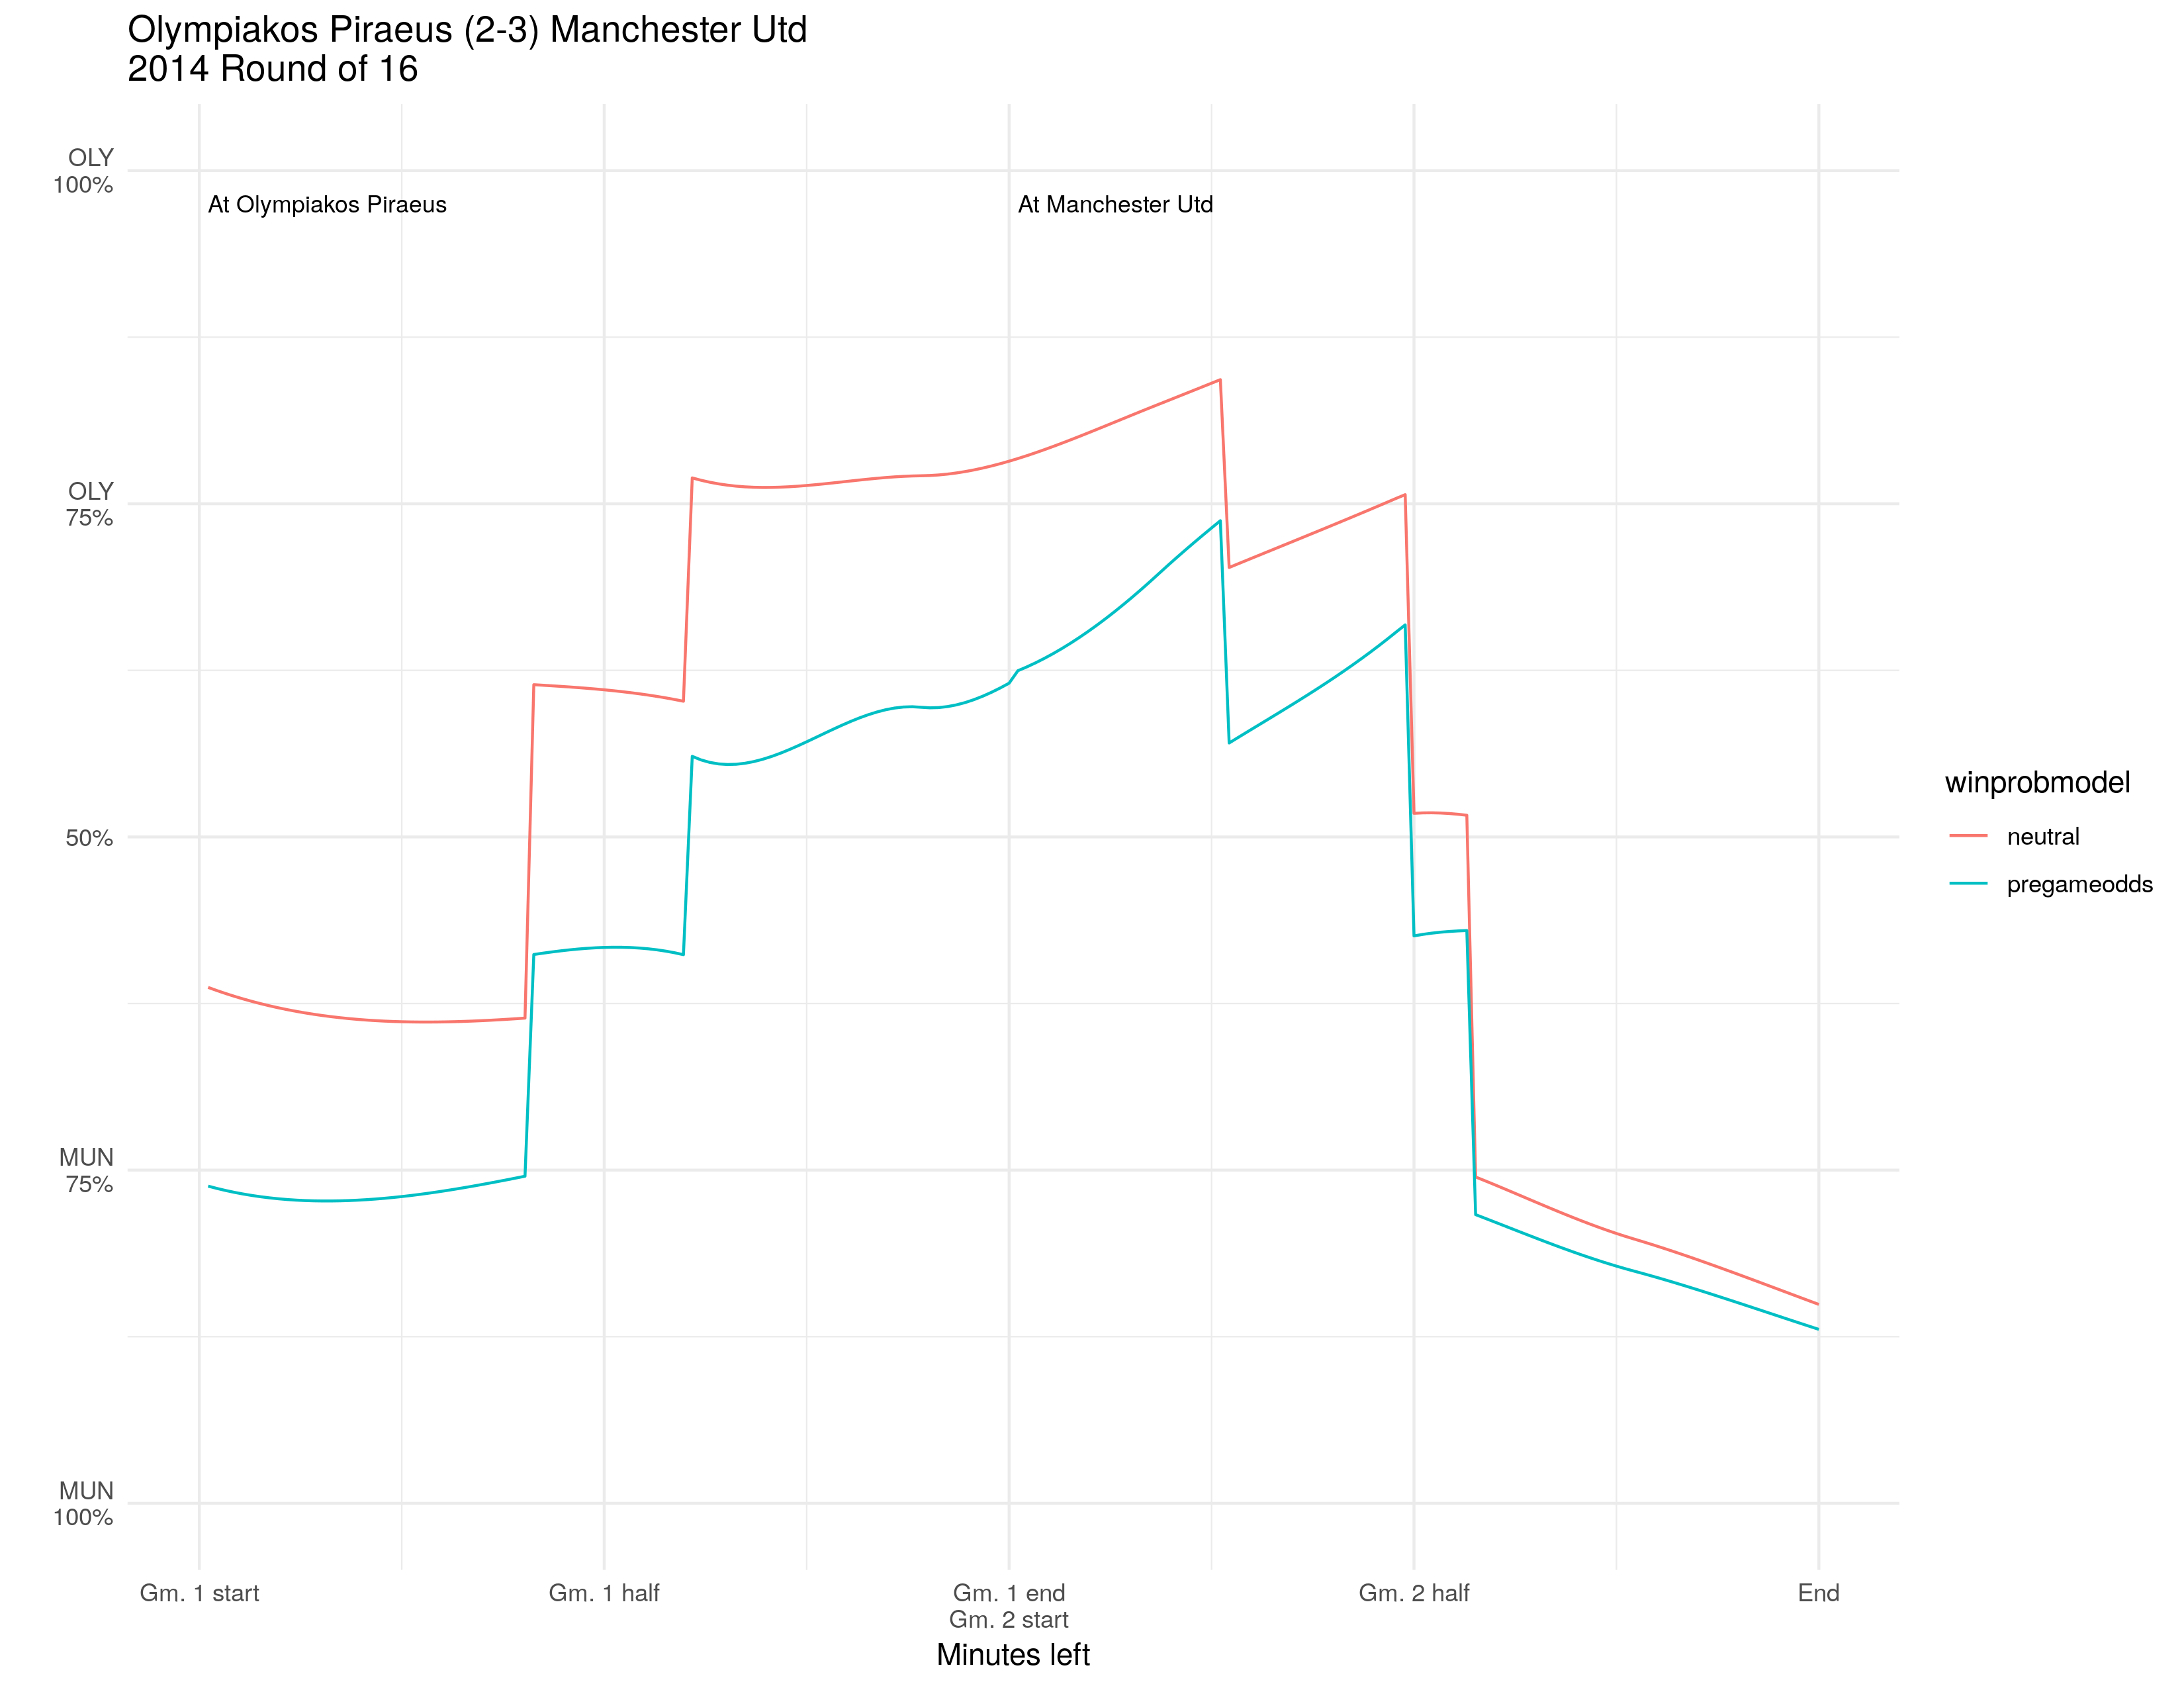 Olympiakos Piraeus (2-3) Manchester Utd
2014 Round of 16
OLY
100%
At Olympiakos Piraeus
At Manchester Utd
OLY
75%
50%
MUN
75%
MUN
100%
winprobmodel
neutral
pregameodds
Gm. 1 start
Gm. 1 half
Gm. 1 end
Gm. 2 start
Gm. 2 half
End
Minutes left